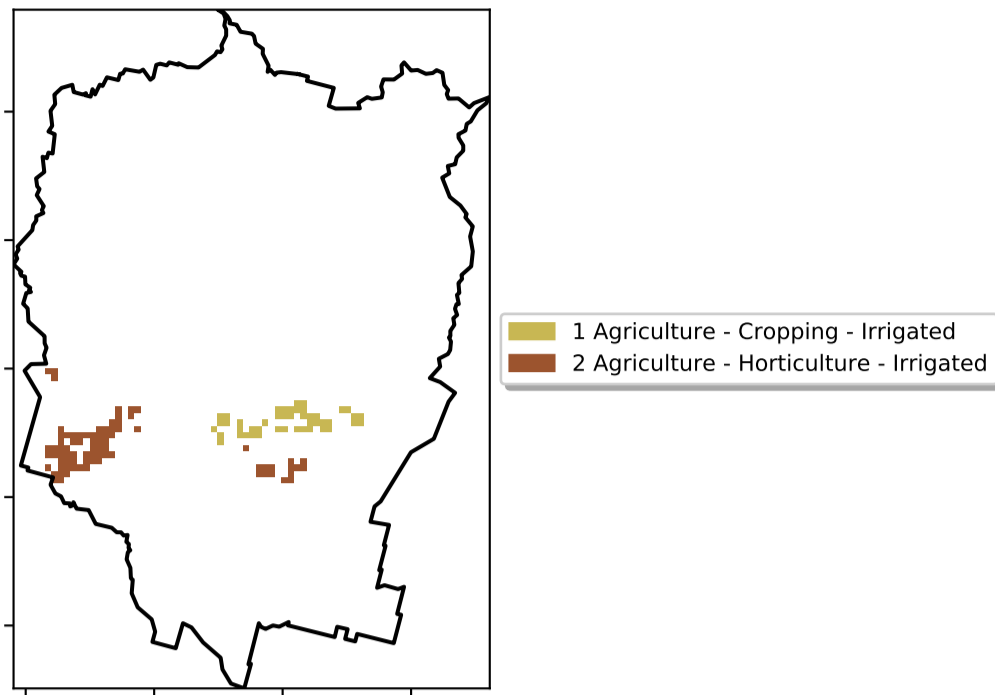 1 Agriculture - Cropping - Irrigated
2 Agriculture - Horticulture - Irrigated